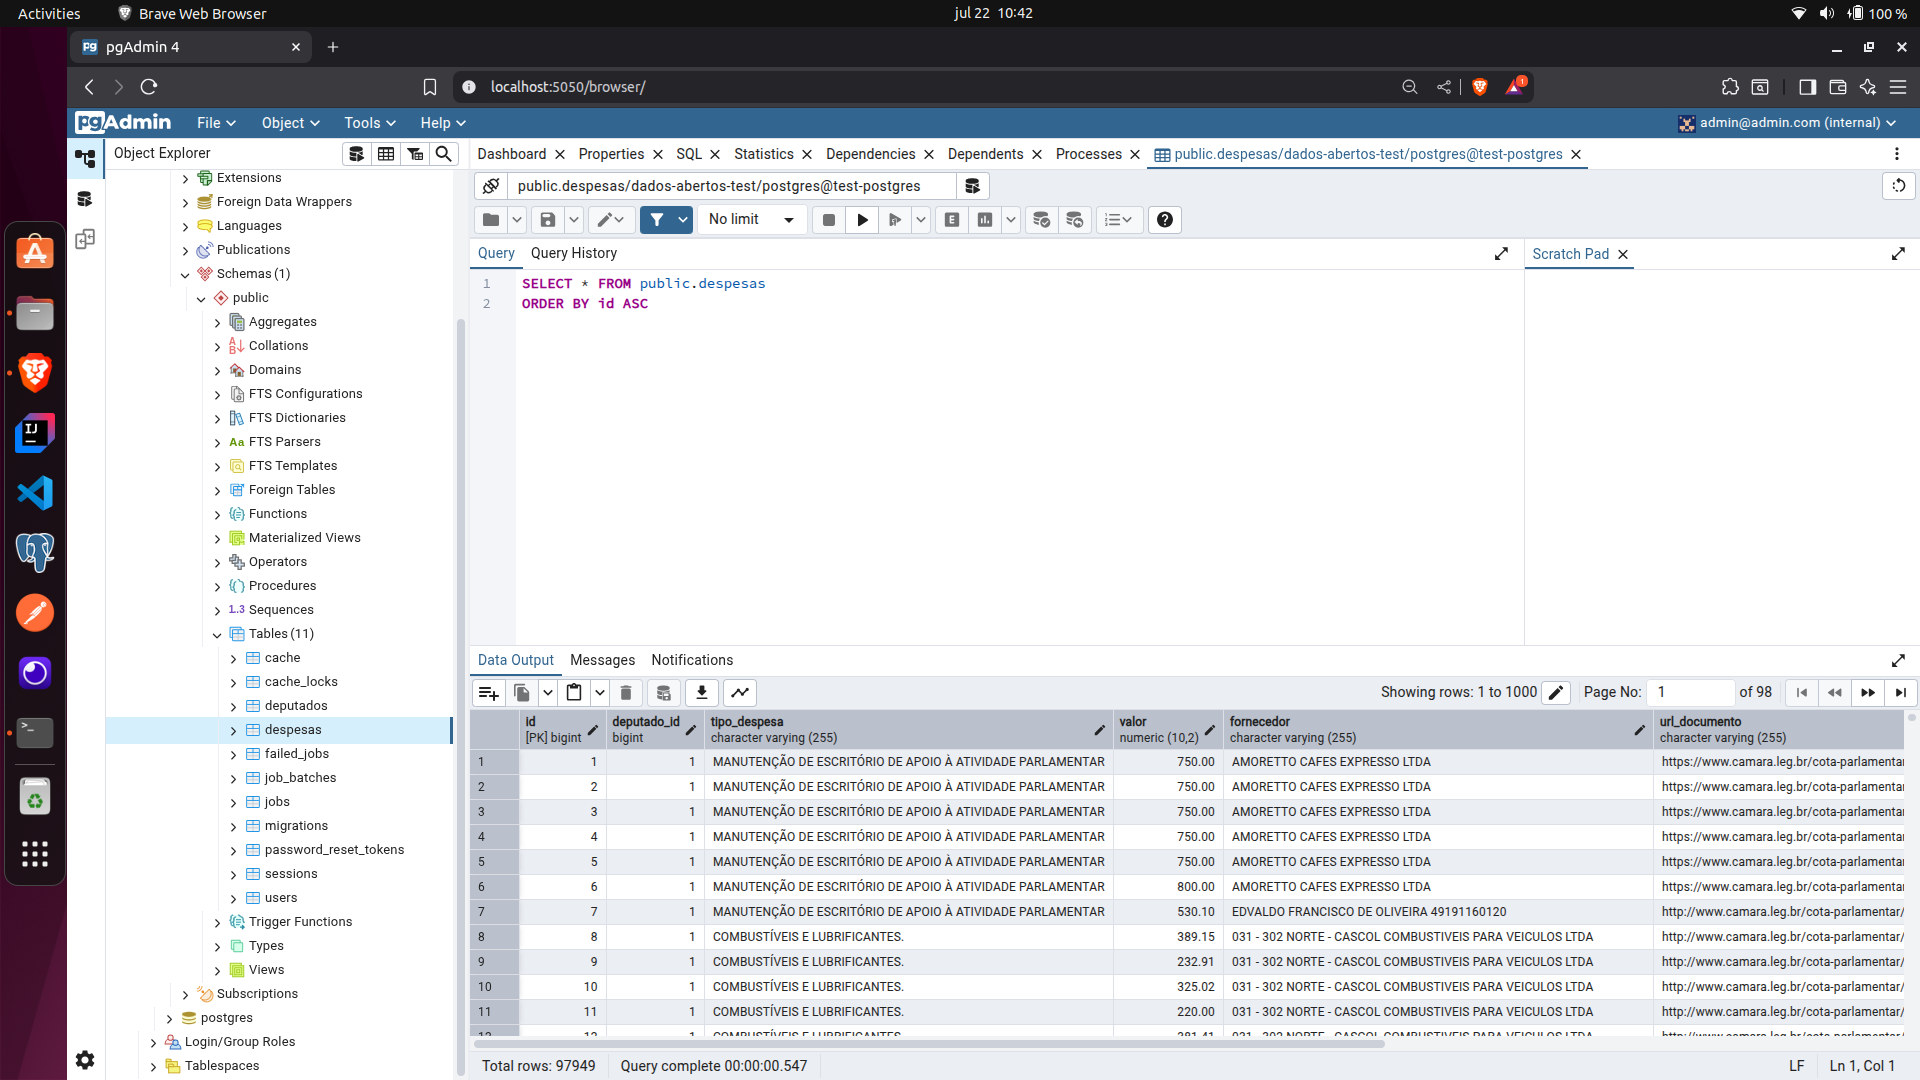 Activities
Brave Web Browser
jul 22 10:42
100 %
pgAdmin 4
localhost:5050/browser/
1
pgAdmin
File
Object
Tools
Help
admin@admin.com (internal)
Object Explorer
Dashboard
Properties
SQL
Statistics
Dependencies
Dependents
Processes
public.despesas/dados-abertos-test/postgres@test-postgres
public.despesas/dados-abertos-test/postgres@test-postgres
No limit
E
Query
Query History
Scratch Pad
1 SELECT * FROM public.despesas
2 ORDER BY id ASC
Extensions
Foreign Data Wrappers
Languages
Publications
Schemas (1)
public
Aggregates
Collations
Domains
FTS Configurations
FTS Dictionaries
Aa FTS Parsers
FTS Templates
Foreign Tables
Functions
Materialized Views
Operators
Procedures
1..3 Sequences
Tables (11)
cache
cache_locks
deputados
despesas
failed_jobs
job_batches
jobs
migrations
password_reset_tokens
sessions
users
Trigger Functions
Types
Views
Subscriptions
postgres
Login/Group Roles
Tablespaces
Data Output
Messages
Notifications
Showing rows: 1 to 1000
Page No: 1 of 98
id [PK] bigint
deputado_id bigint
tipo_despesa character varying (255)
valor numeric (10,2)
fornecedor character varying (255)
url_documento character varying (255)
1 1 1 MANUTENÇÃO DE ESCRITÓRIO DE APOIO À ATIVIDADE PARLAMENTAR 750.00 AMORETTO CAFES EXPRESSO LTDA https://www.camara.leg.br/cota-parlamentar
2 2 1 MANUTENÇÃO DE ESCRITÓRIO DE APOIO À ATIVIDADE PARLAMENTAR 750.00 AMORETTO CAFES EXPRESSO LTDA https://www.camara.leg.br/cota-parlamentar
3 3 1 MANUTENÇÃO DE ESCRITÓRIO DE APOIO À ATIVIDADE PARLAMENTAR 750.00 AMORETTO CAFES EXPRESSO LTDA https://www.camara.leg.br/cota-parlamentar
4 4 1 MANUTENÇÃO DE ESCRITÓRIO DE APOIO À ATIVIDADE PARLAMENTAR 750.00 AMORETTO CAFES EXPRESSO LTDA https://www.camara.leg.br/cota-parlamentar
5 5 1 MANUTENÇÃO DE ESCRITÓRIO DE APOIO À ATIVIDADE PARLAMENTAR 750.00 AMORETTO CAFES EXPRESSO LTDA https://www.camara.leg.br/cota-parlamentar
6 6 1 MANUTENÇÃO DE ESCRITÓRIO DE APOIO À ATIVIDADE PARLAMENTAR 800.00 AMORETTO CAFES EXPRESSO LTDA https://www.camara.leg.br/cota-parlamentar
7 7 1 MANUTENÇÃO DE ESCRITÓRIO DE APOIO À ATIVIDADE PARLAMENTAR 530.10 EDVALDO FRANCISCO DE OLIVEIRA 49191160120 http://www.camara.leg.br/cota-parlamentar/
8 8 1 COMBUSTÍVEIS E LUBRIFICANTES. 389.15 031 - 302 NORTE - CASCOL COMBUSTIVEIS PARA VEICULOS LTDA http://www.camara.leg.br/cota-parlamentar/
9 9 1 COMBUSTÍVEIS E LUBRIFICANTES. 232.91 031 - 302 NORTE - CASCOL COMBUSTIVEIS PARA VEICULOS LTDA http://www.camara.leg.br/cota-parlamentar/
10 10 1 COMBUSTÍVEIS E LUBRIFICANTES. 325.02 031 - 302 NORTE - CASCOL COMBUSTIVEIS PARA VEICULOS LTDA http://www.camara.leg.br/cota-parlamentar/
11 11 1 COMBUSTÍVEIS E LUBRIFICANTES. 220.00 031 - 302 NORTE - CASCOL COMBUSTIVEIS PARA VEICULOS LTDA http://www.camara.leg.br/cota-parlamentar/
Total rows: 97949
Query complete 00:00:00.547
LF
Ln 1, Col 1